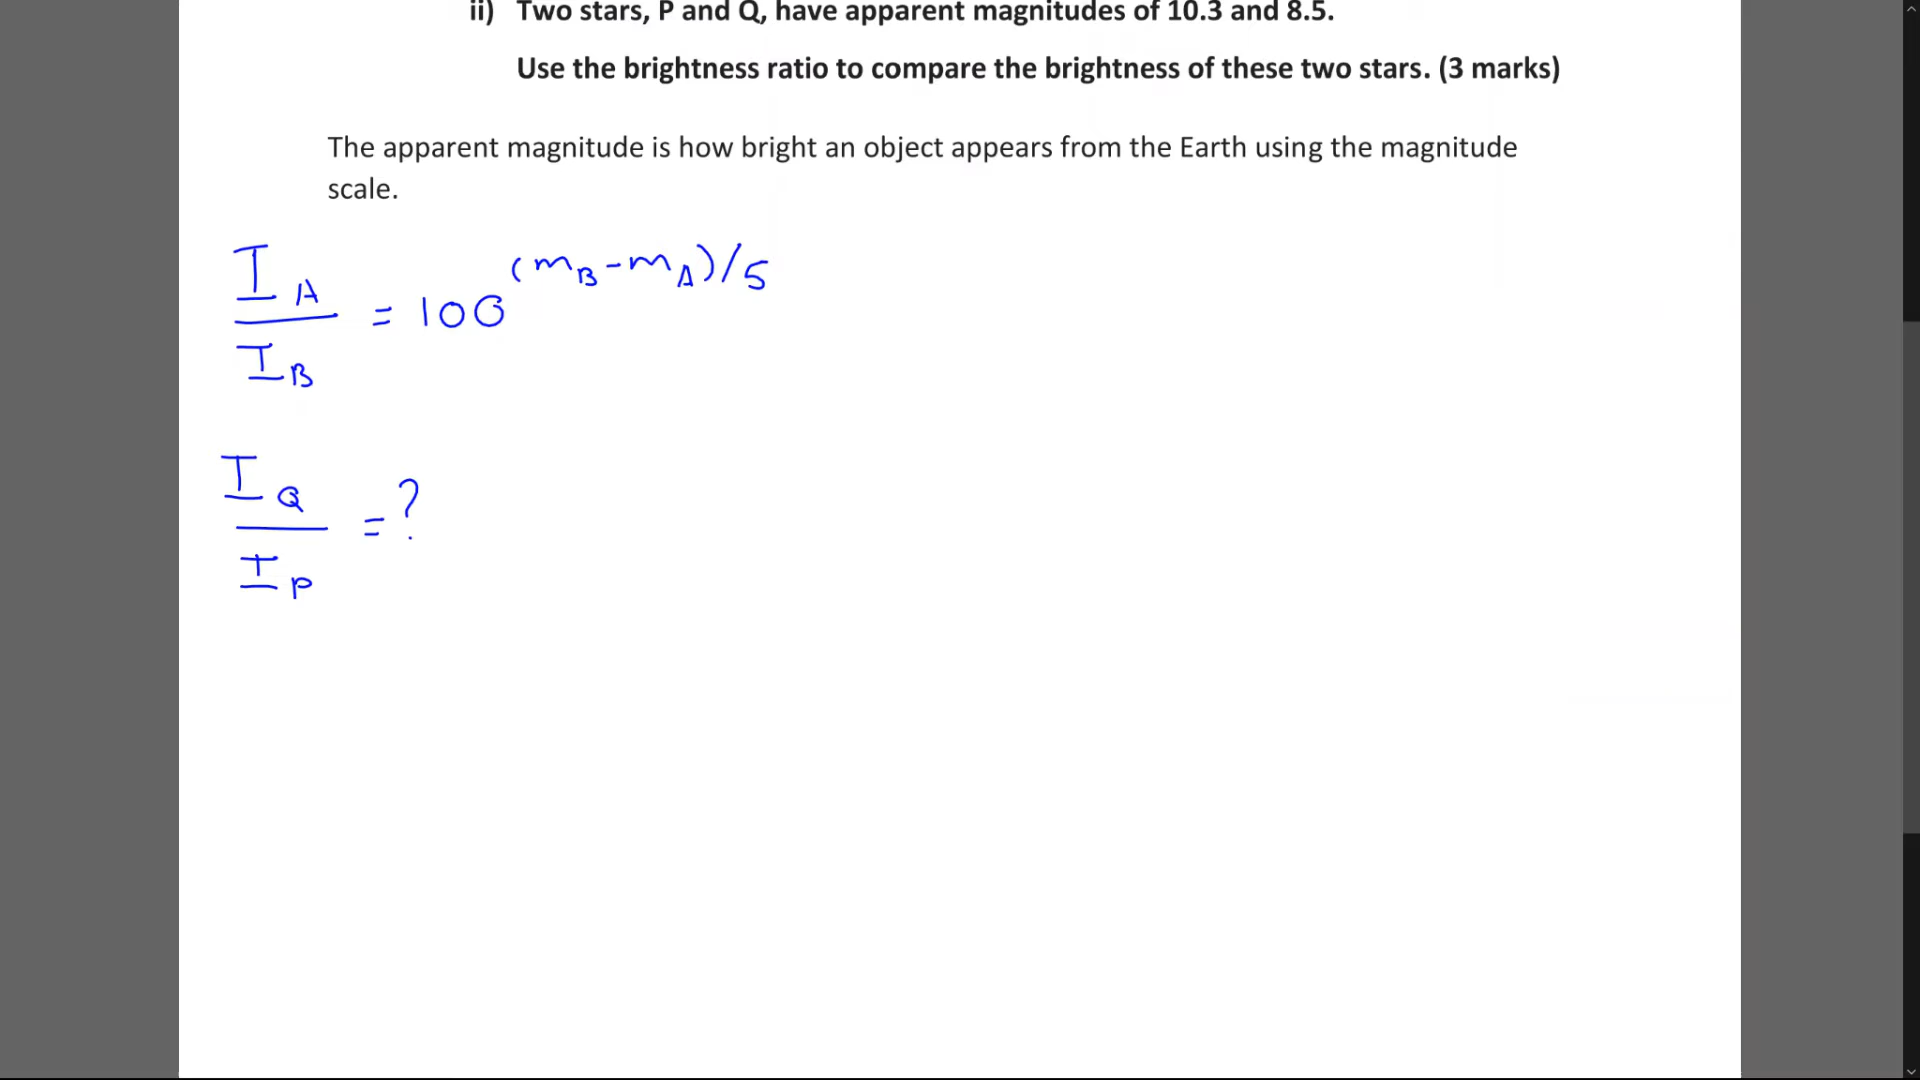 ii) Two stars, P and Q, have apparent magnitudes of 10.3 and 8.5.
Use the brightness ratio to compare the brightness of these two stars. (3 marks)
The apparent magnitude is how bright an object appears from the Earth using the magnitude
scale.
I_A / I_B = 100^(m_B - m_A)/5
I_Q / I_P = ?